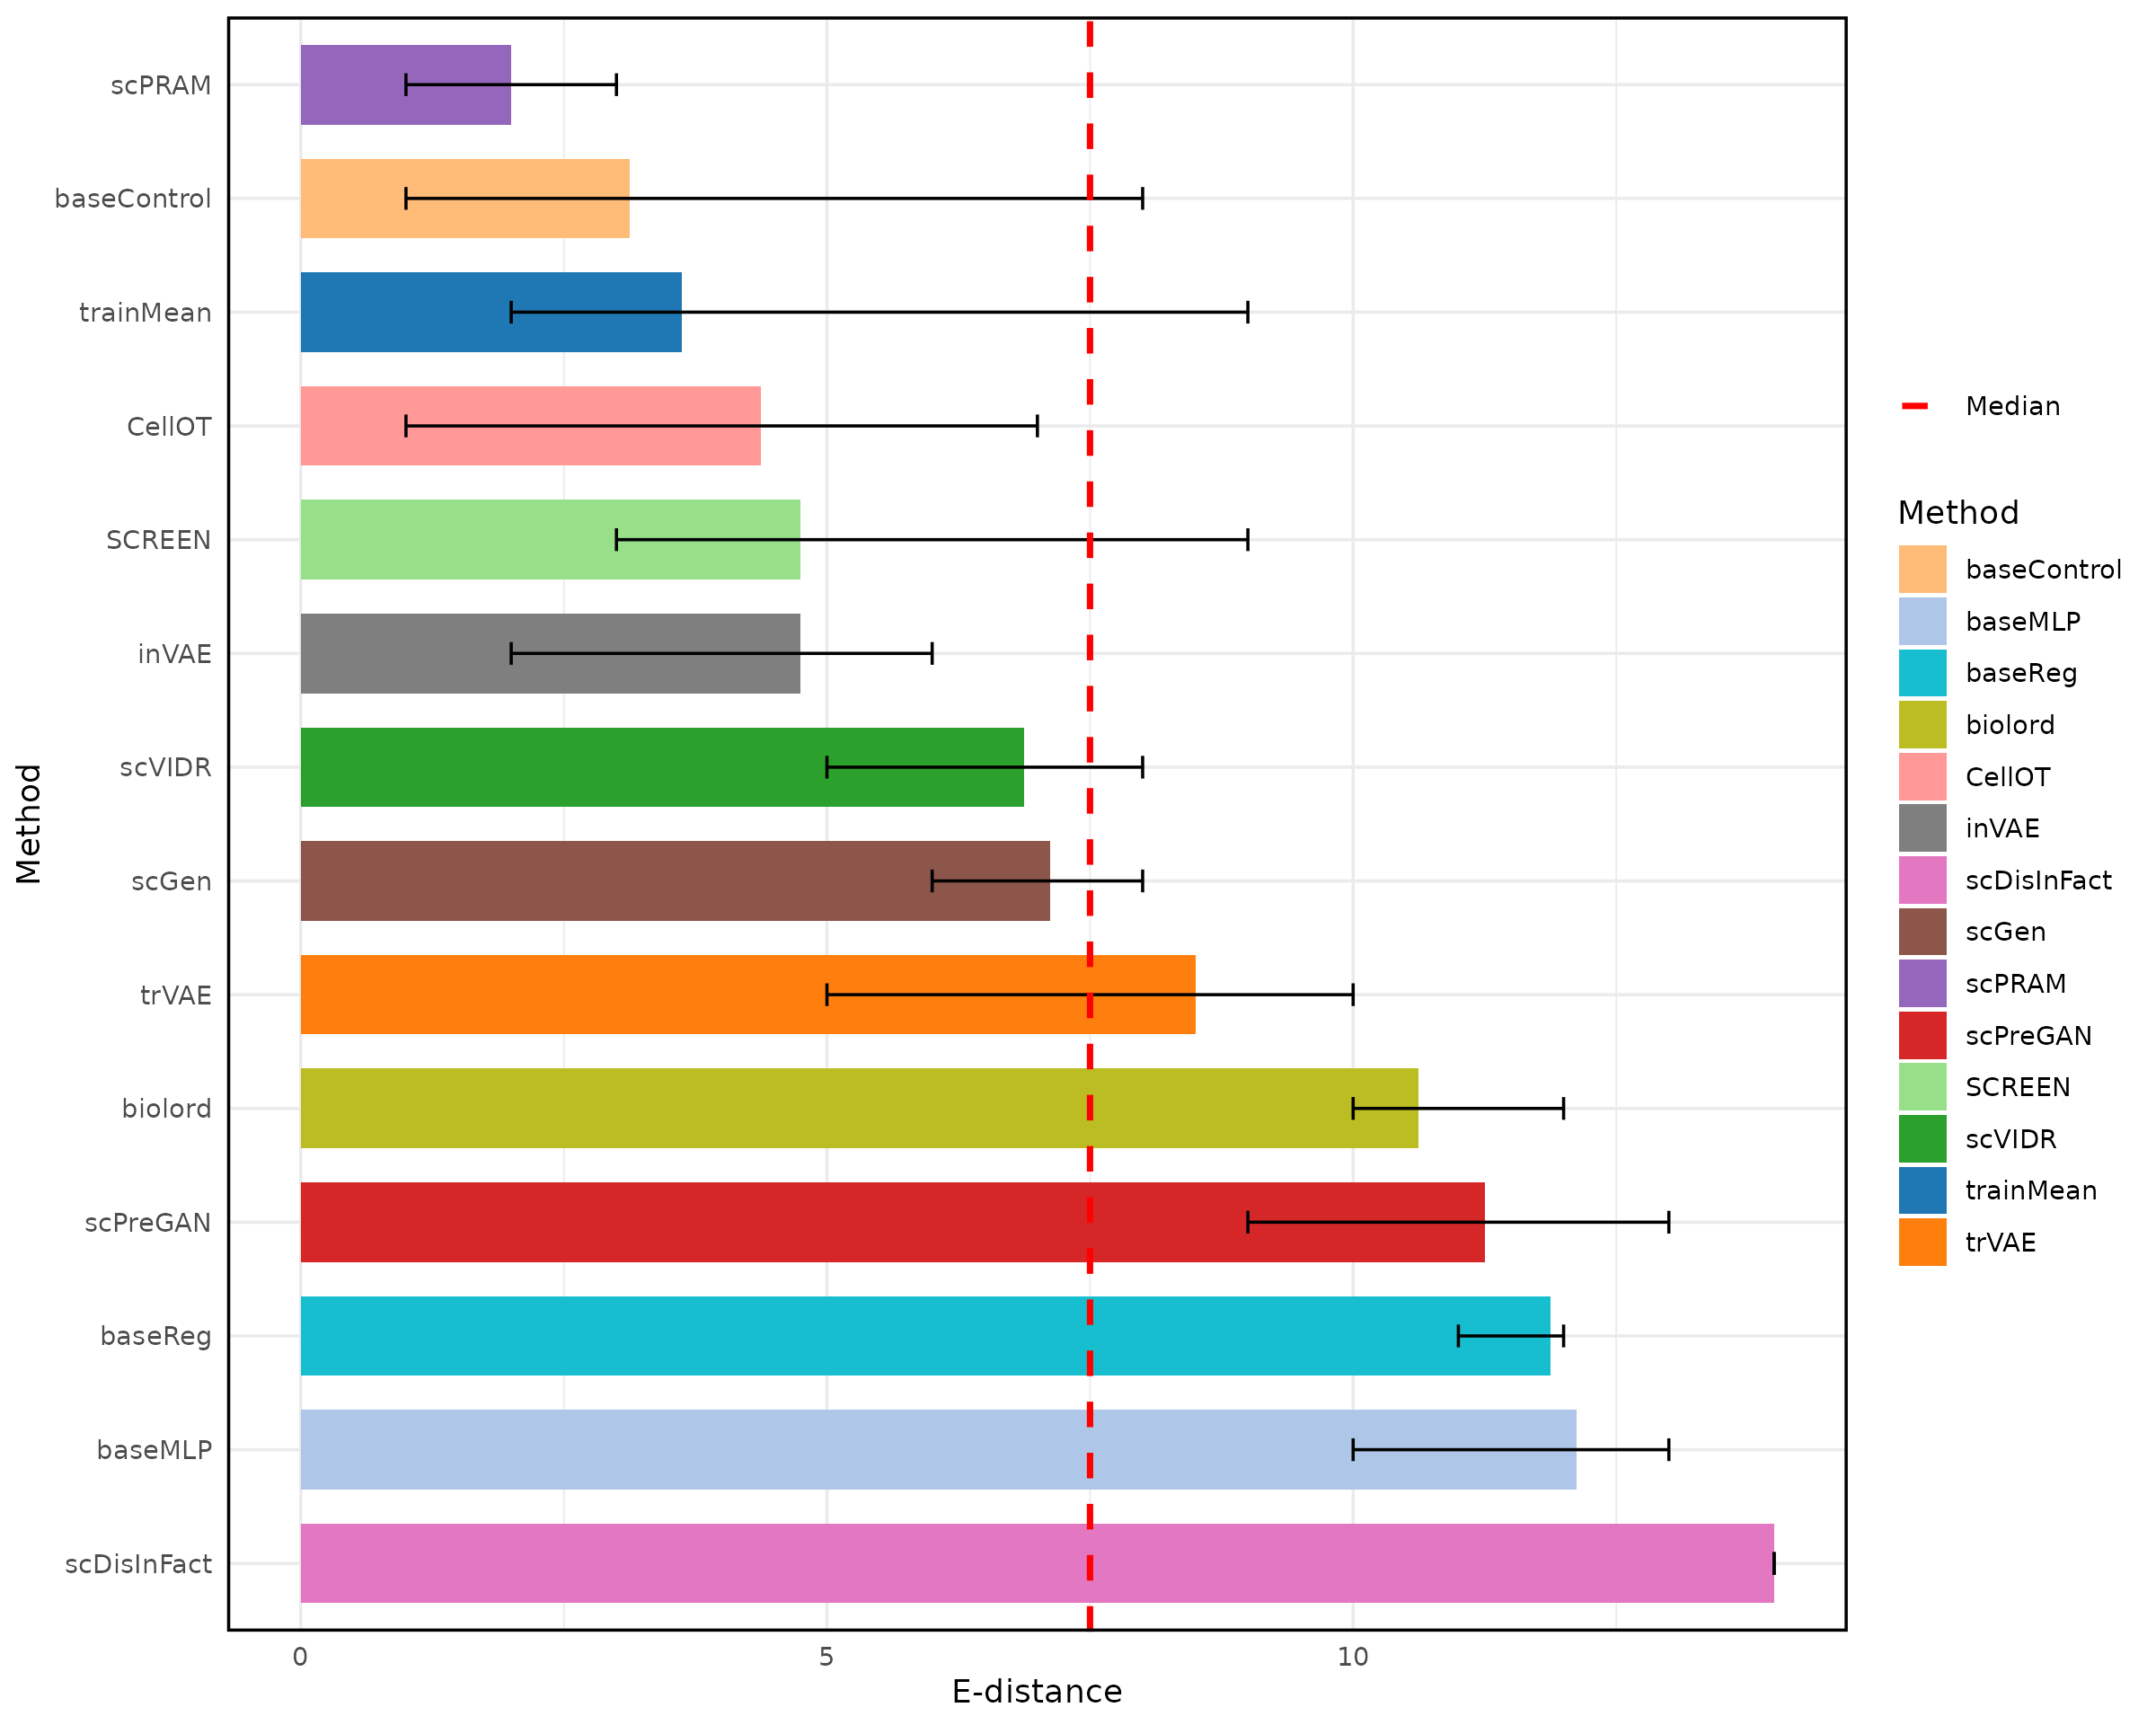 scPRAM
baseControl
trainMean
CellOT
SCREEN
inVAE
scVIDR
scGen
trVAE
biolord
scPreGAN
baseReg
baseMLP
scDisInFact
Method
0 5 10
E-distance
Median
Method
baseControl
baseMLP
baseReg
biolord
CellOT
inVAE
scDisInFact
scGen
scPRAM
scPreGAN
SCREEN
scVIDR
trainMean
trVAE